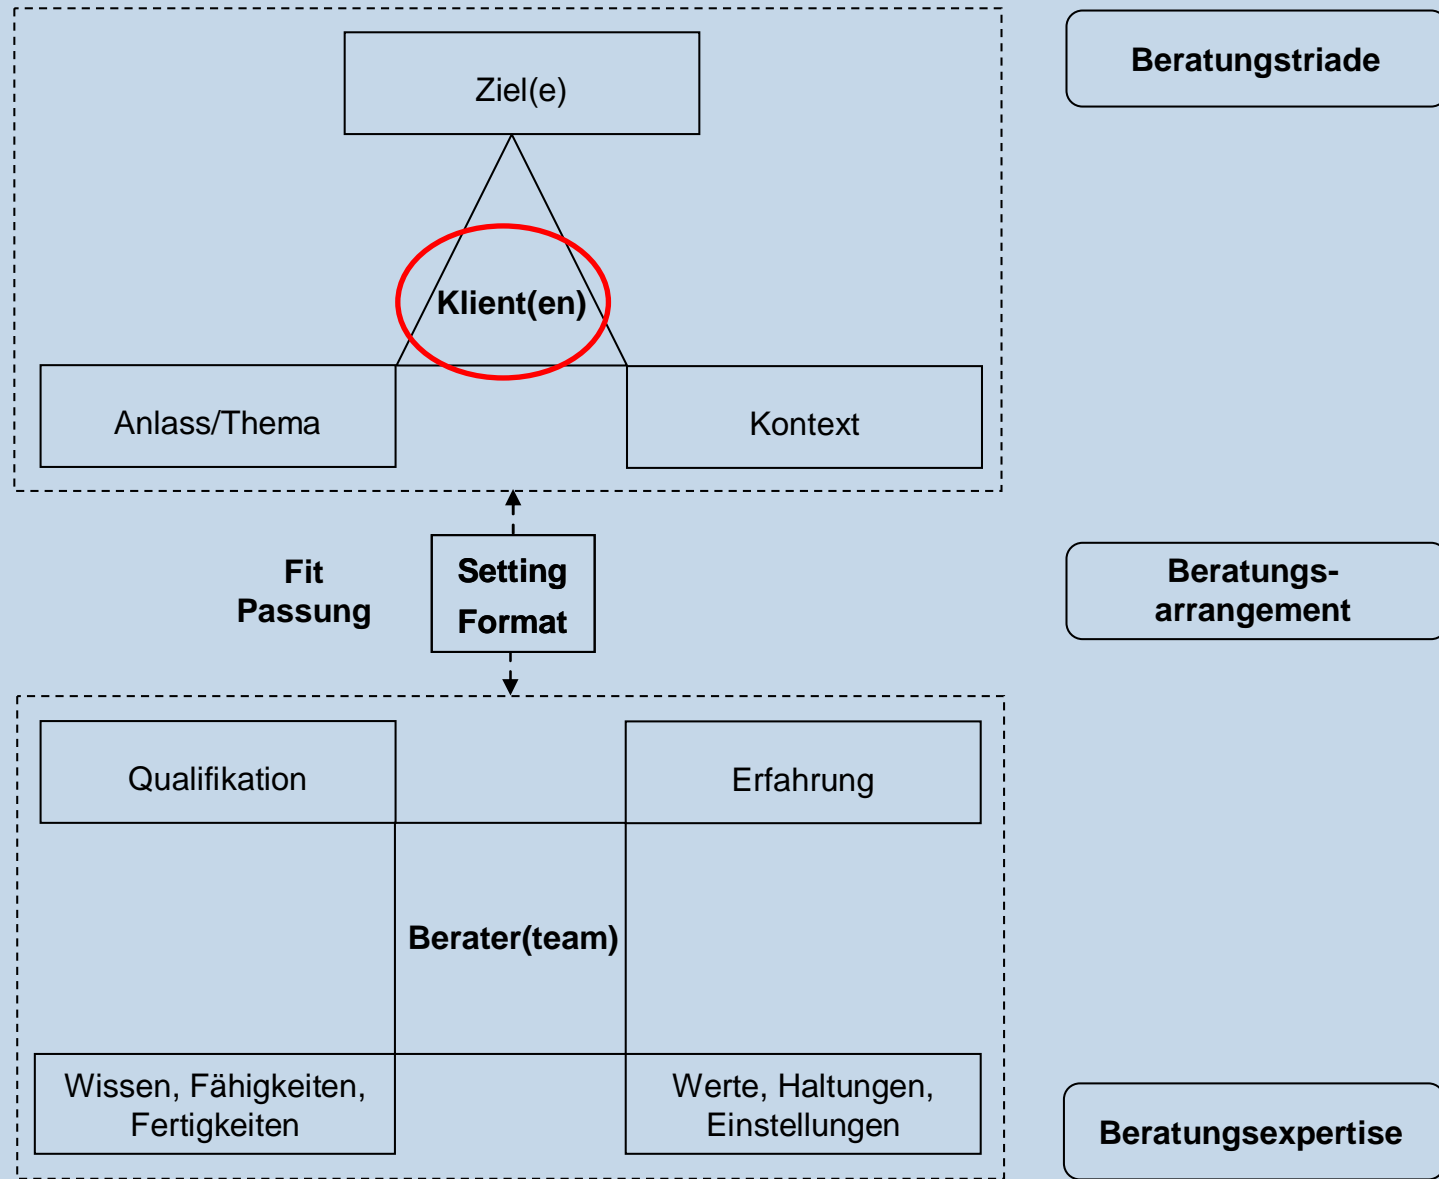 Ziel(e)
Beratungstriade
Klient(en)
Anlass/Thema
Kontext
Fit
Passung
Setting
Format
Beratungs-
arrangement
Qualifikation
Erfahrung
Berater(team)
Wissen, Fähigkeiten,
Fertigkeiten
Werte, Haltungen,
Einstellungen
Beratungsexpertise